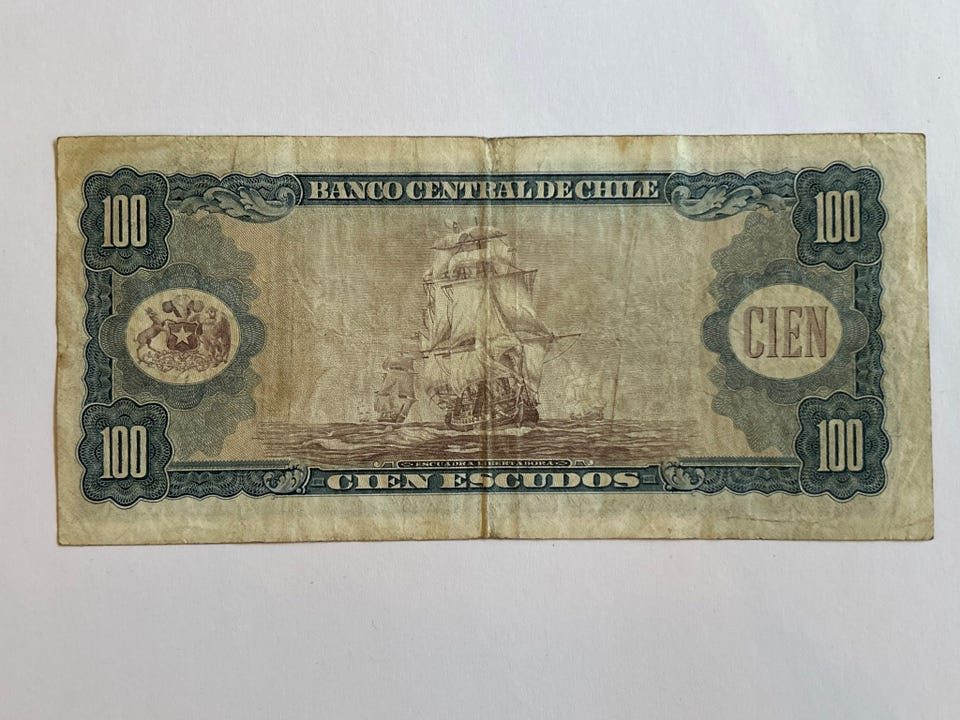 BANCO CENTRAL DE CHILE
100
100
CIEN
ESCUADRA LIBERTADORA
100
100
CIEN ESCUDOS